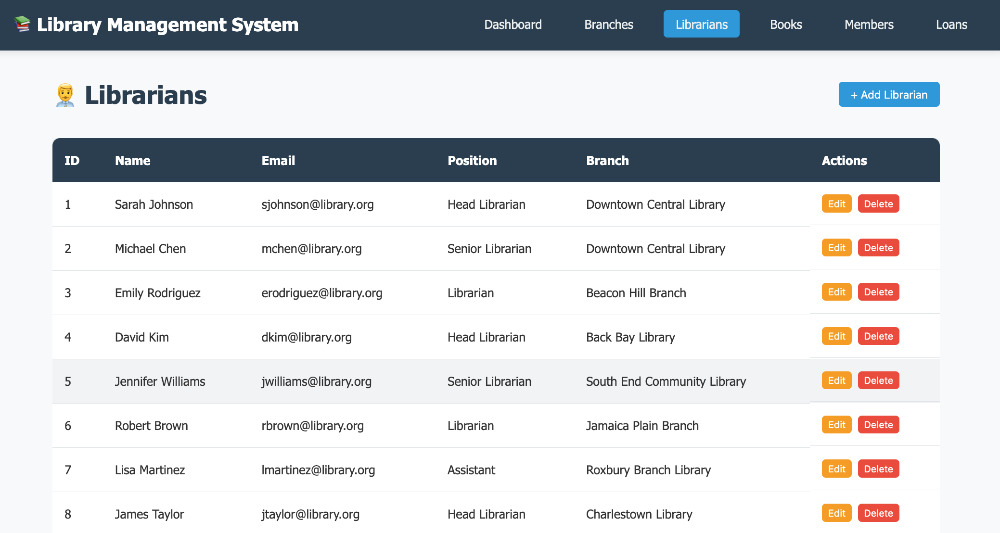 Library Management System Dashboard Branches Librarians Books Members Loans
Librarians + Add Librarian
ID Name Email Position Branch Actions
1 Sarah Johnson sjohnson@library.org Head Librarian Downtown Central Library Edit Delete
2 Michael Chen mchen@library.org Senior Librarian Downtown Central Library Edit Delete
3 Emily Rodriguez erodriguez@library.org Librarian Beacon Hill Branch Edit Delete
4 David Kim dkim@library.org Head Librarian Back Bay Library Edit Delete
5 Jennifer Williams jwilliams@library.org Senior Librarian South End Community Library Edit Delete
6 Robert Brown rbrown@library.org Librarian Jamaica Plain Branch Edit Delete
7 Lisa Martinez lmartinez@library.org Assistant Roxbury Branch Library Edit Delete
8 James Taylor jtaylor@library.org Head Librarian Charlestown Library Edit Delete